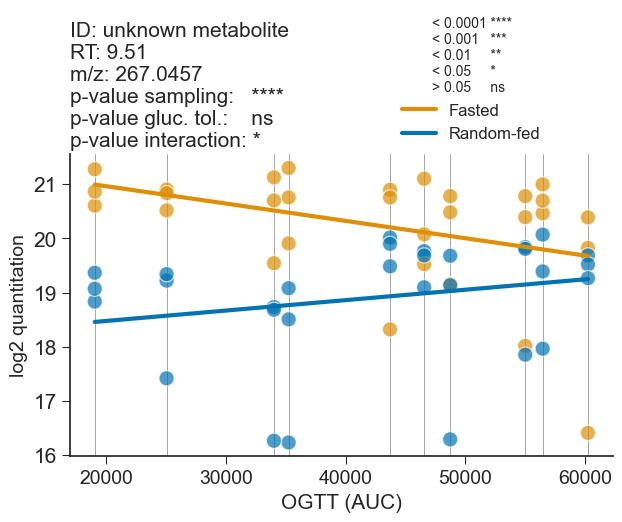 ID: unknown metabolite
RT: 9.51
m/z: 267.0457
p-value sampling: ****
p-value gluc. tol.: ns
p-value interaction: *
< 0.0001 ****
< 0.001 ***
< 0.01 **
< 0.05 *
> 0.05 ns
Fasted
Random-fed
log2 quantitation
21
20
19
18
17
16
20000 30000 40000 50000 60000
OGTT (AUC)